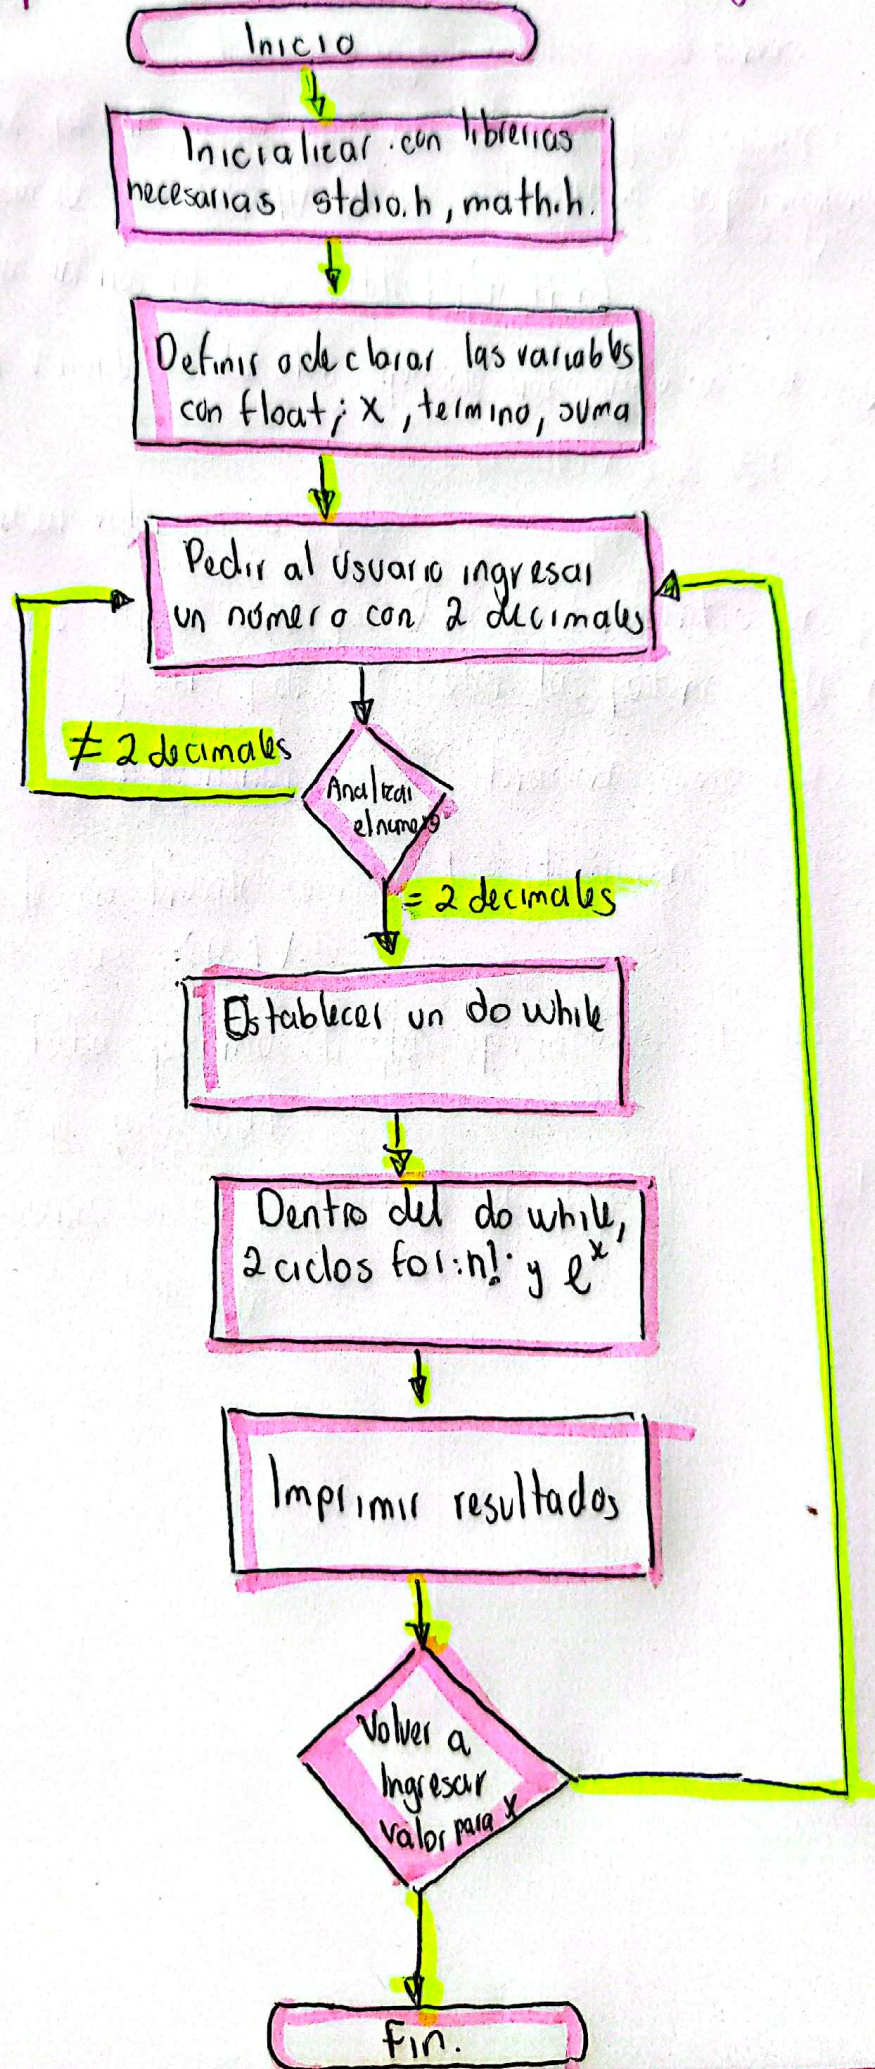 Inicio
Inicialicar con librerias
necesarias stdio.h, math.h.
Definir o declarar las variables
con float; x, termino, suma
Pedir al usuario ingresar
un número con 2 decimales
≠ 2 decimales
Analizar
el numero
= 2 decimales
Establecer un do while
Dentro del do while,
2 ciclos for: n! y e^x
Imprimir resultados
Volver a
Ingresar
valor para x
Fin.